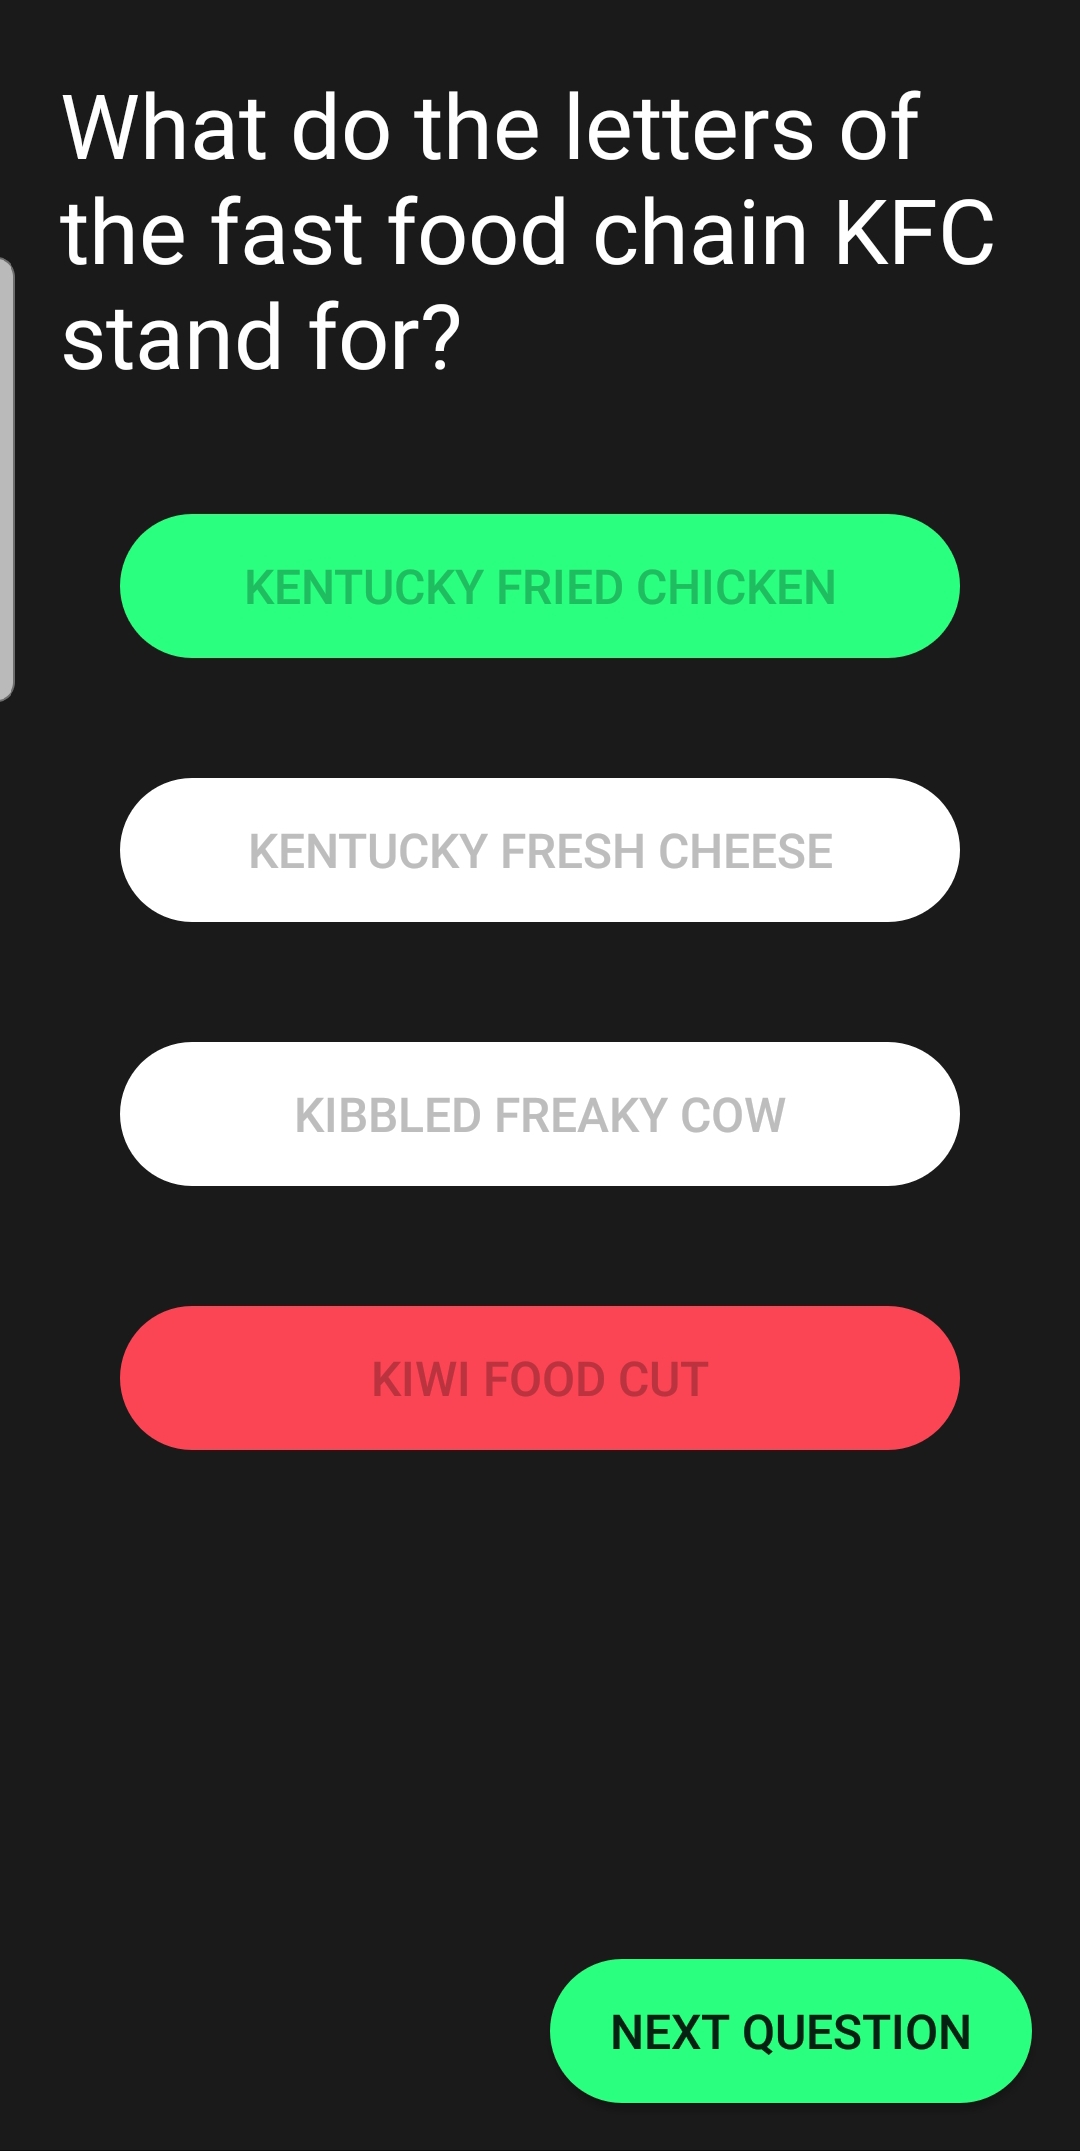 What do the letters of
the fast food chain KFC
stand for?
KENTUCKY FRIED CHICKEN
KENTUCKY FRESH CHEESE
KIBBLED FREAKY COW
KIWI FOOD CUT
NEXT QUESTION